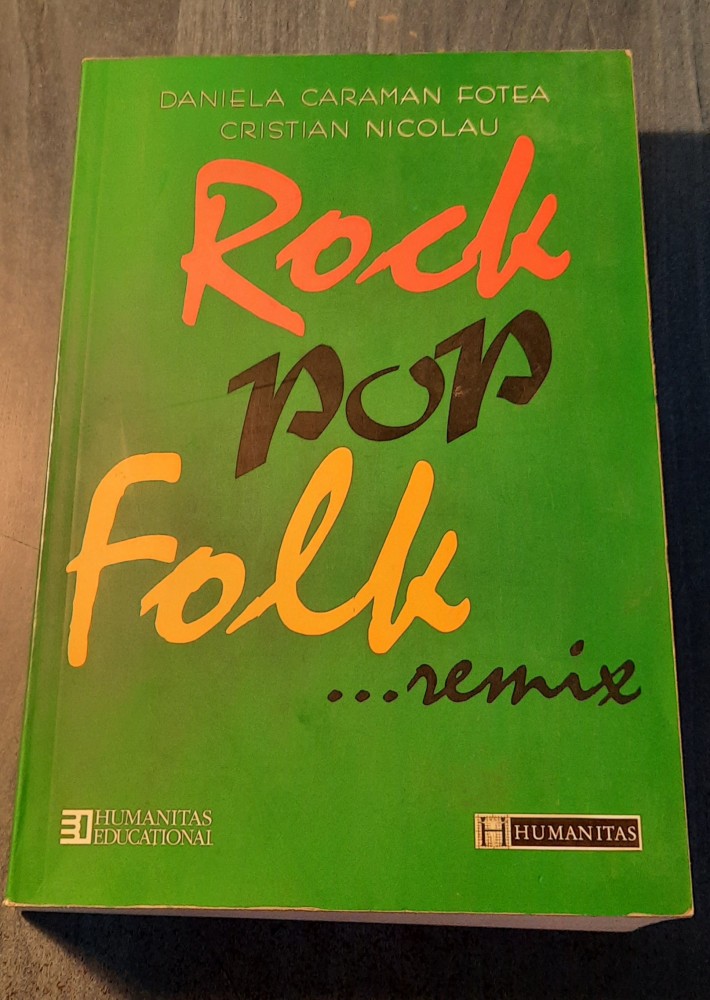 DANIELA CARAMAN FOTEA
CRISTIAN NICOLAU
Rock
pop
Folk
...remix
HUMANITAS
EDUCATIONAL
HUMANITAS